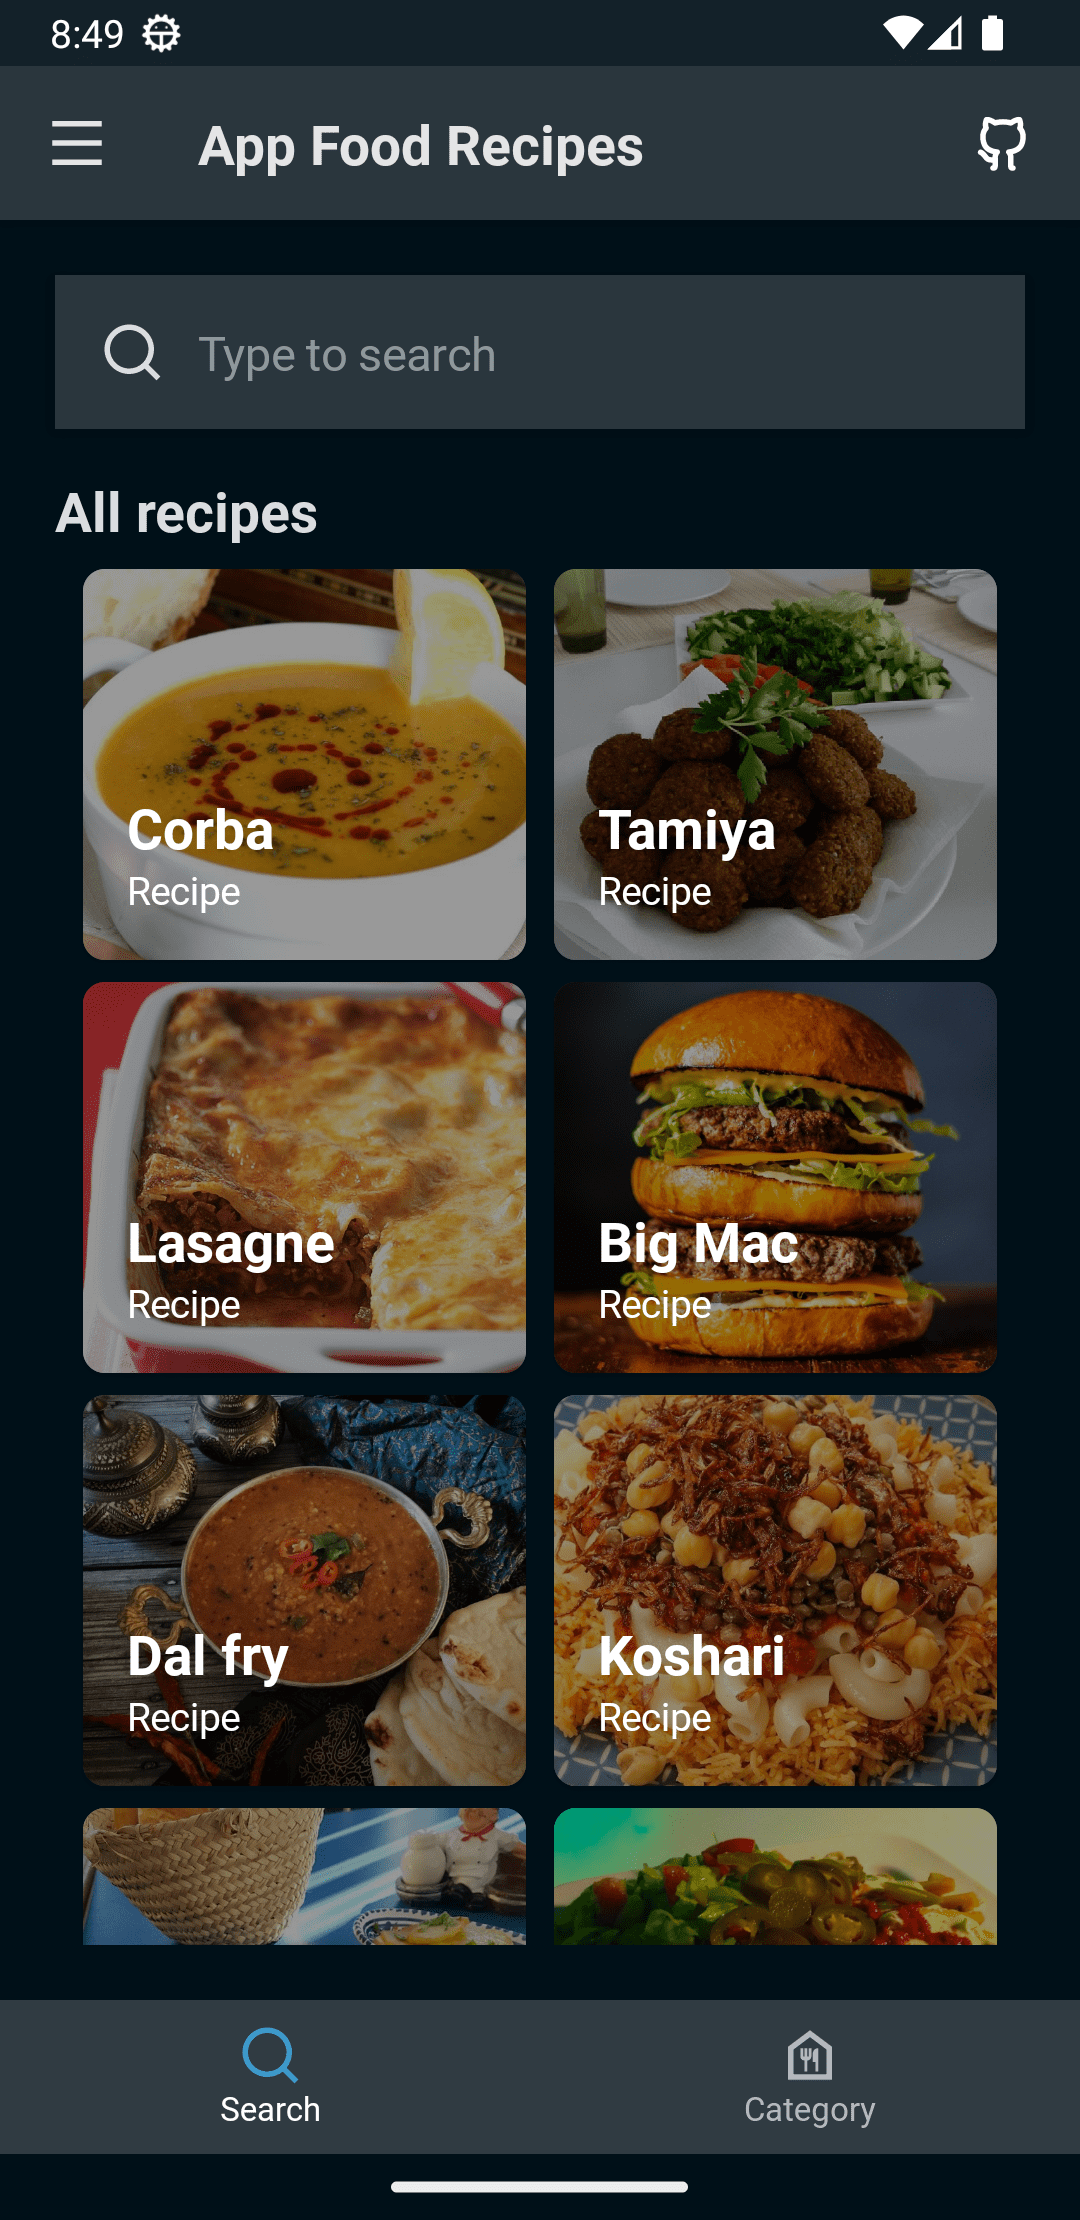 8:49
App Food Recipes
Type to search
All recipes
Corba
Recipe
Tamiya
Recipe
Lasagne
Recipe
Big Mac
Recipe
Dal fry
Recipe
Koshari
Recipe
Search
Category